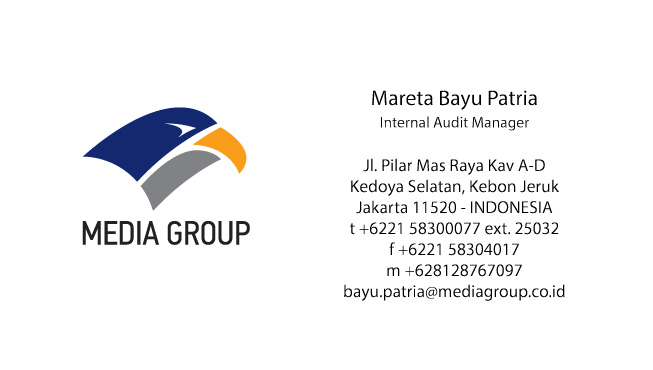 MEDIA GROUP
Mareta Bayu Patria
Internal Audit Manager
Jl. Pilar Mas Raya Kav A-D
Kedoya Selatan, Kebon Jeruk
Jakarta 11520 - INDONESIA
t +6221 58300077 ext. 25032
f +6221 58304017
m +628128767097
bayu.patria@mediagroup.co.id